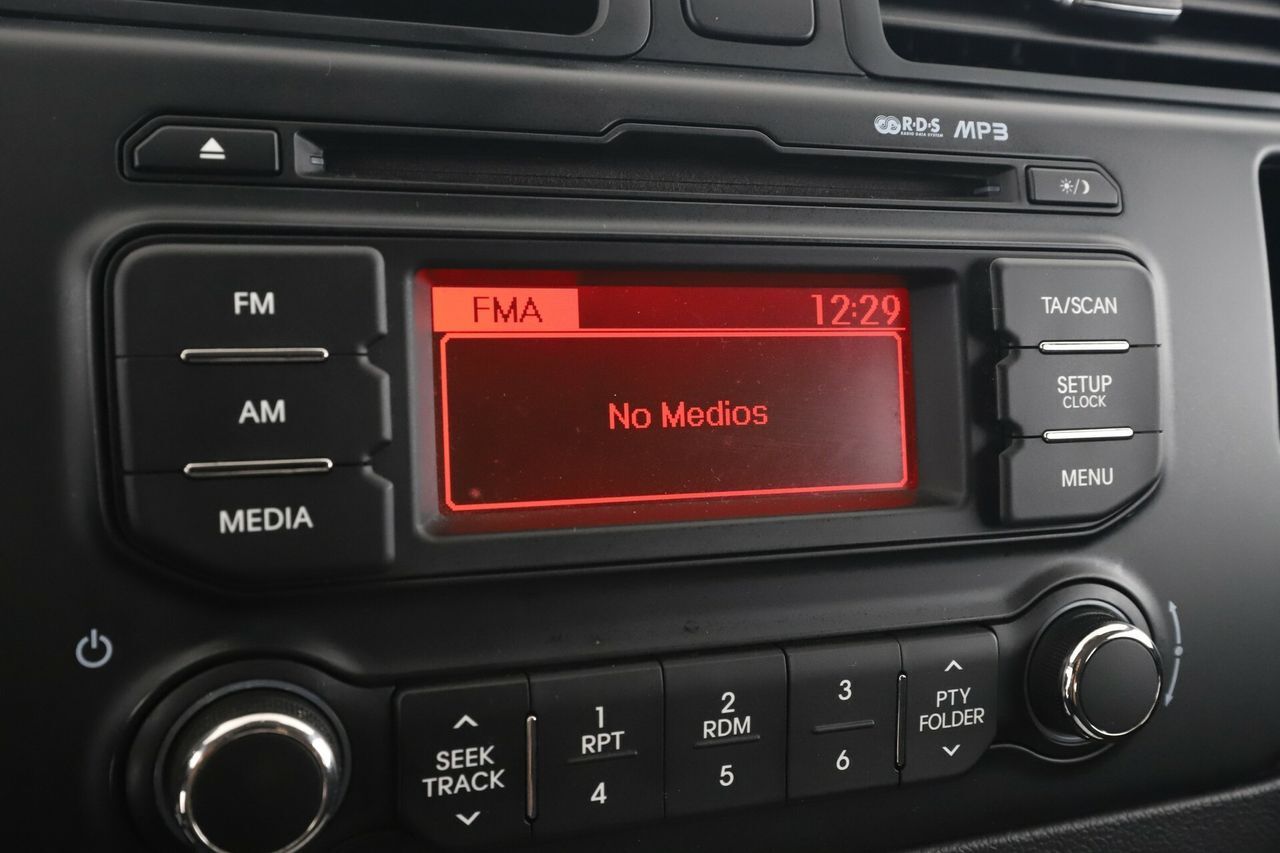 R·D·S
RADIO DATA SYSTEM
MP3
FM
AM
MEDIA
FMA
12:29
No Medios
TA/SCAN
SETUP
CLOCK
MENU
SEEK
TRACK
1
RPT
4
2
RDM
5
3
6
PTY
FOLDER